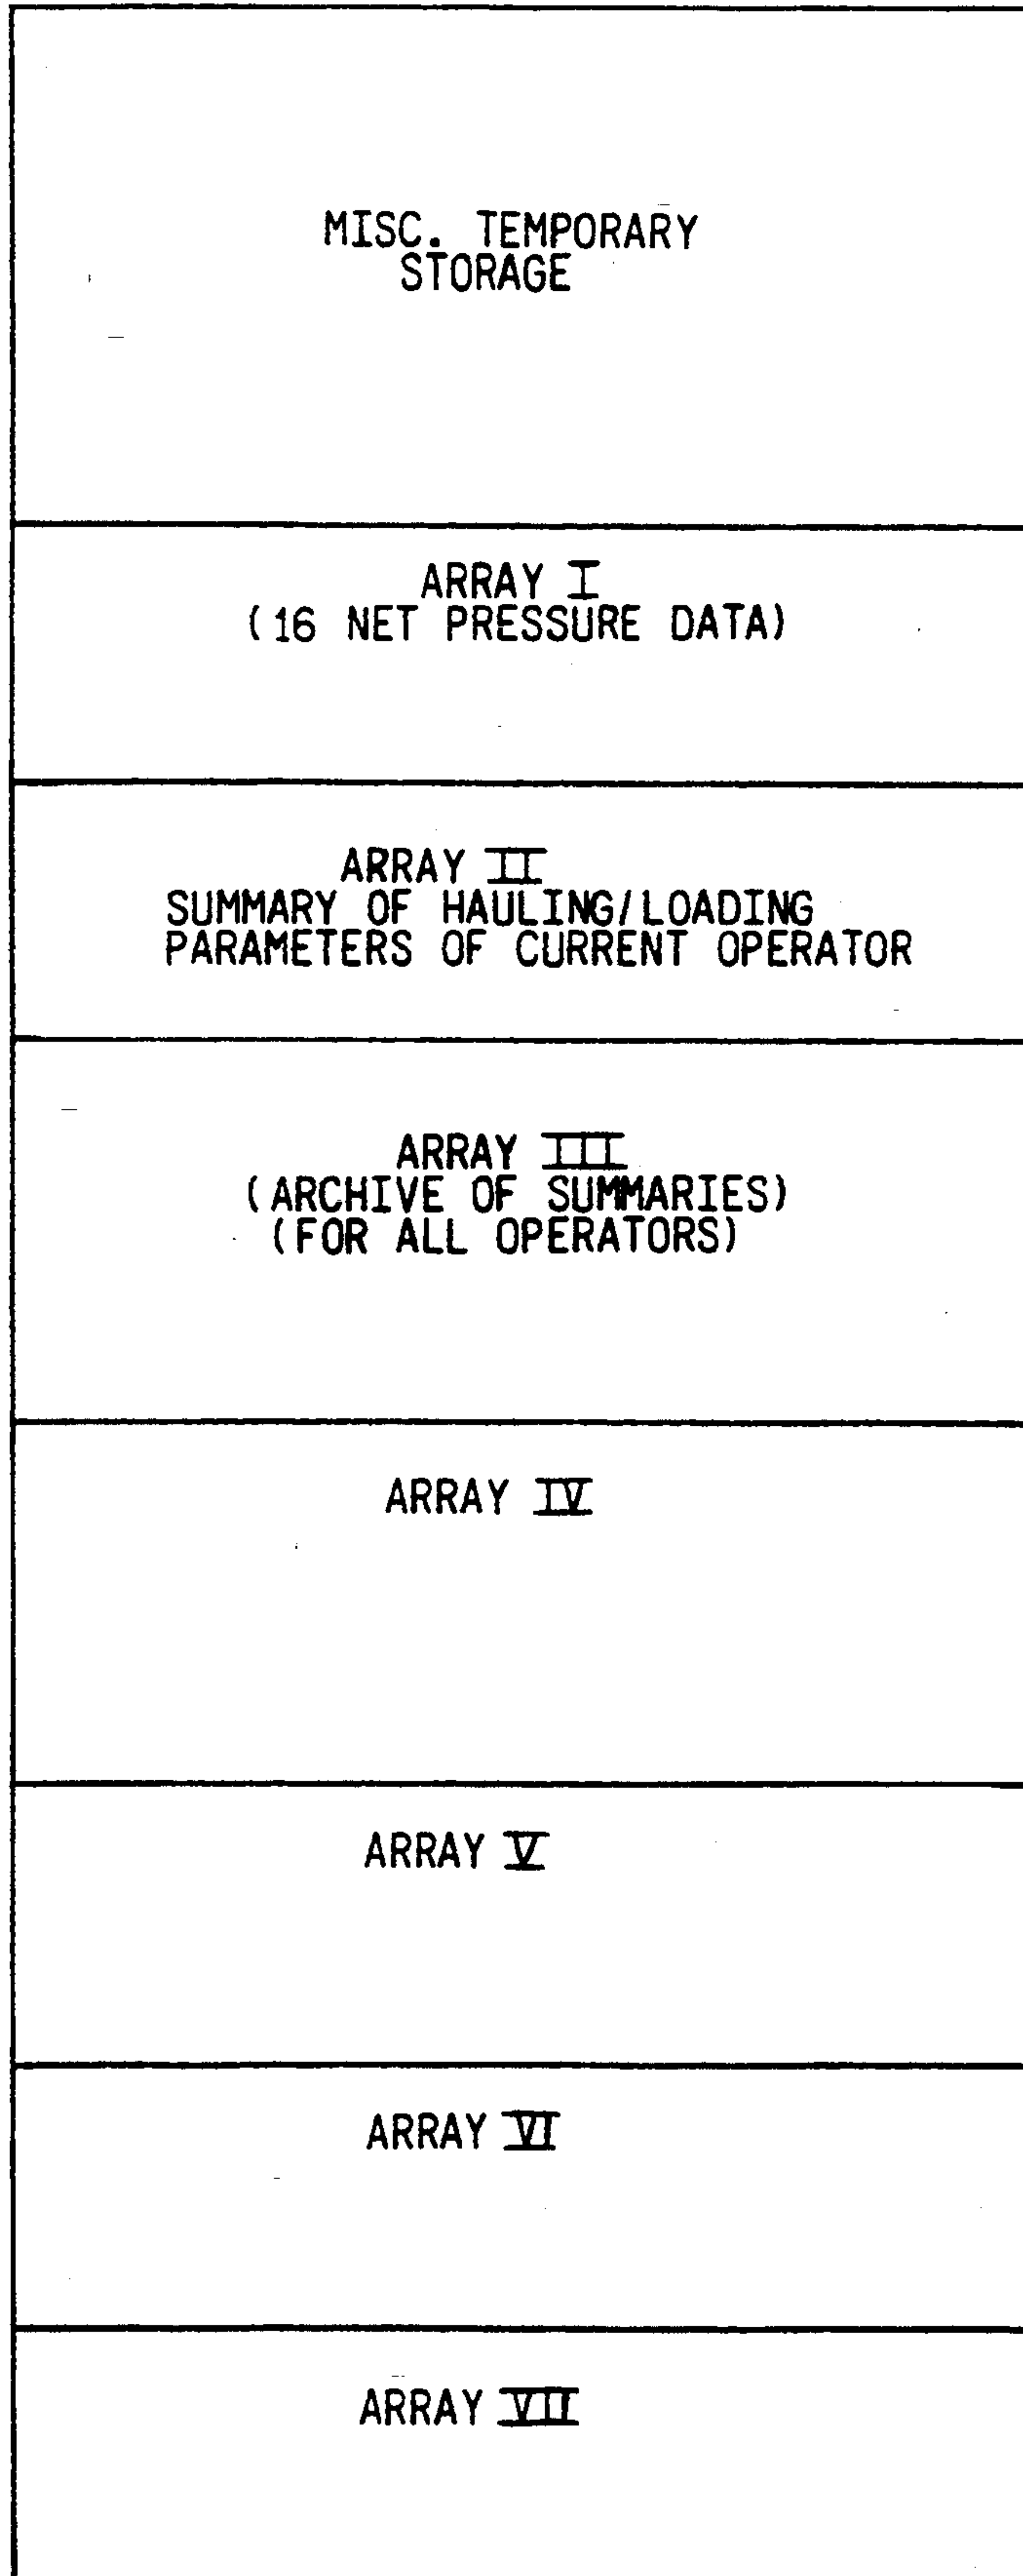 MISC. TEMPORARY
STORAGE
ARRAY I
(16 NET PRESSURE DATA)
ARRAY II
SUMMARY OF HAULING/LOADING
PARAMETERS OF CURRENT OPERATOR
ARRAY III
(ARCHIVE OF SUMMARIES)
(FOR ALL OPERATORS)
ARRAY IV
ARRAY V
ARRAY VI
ARRAY VII